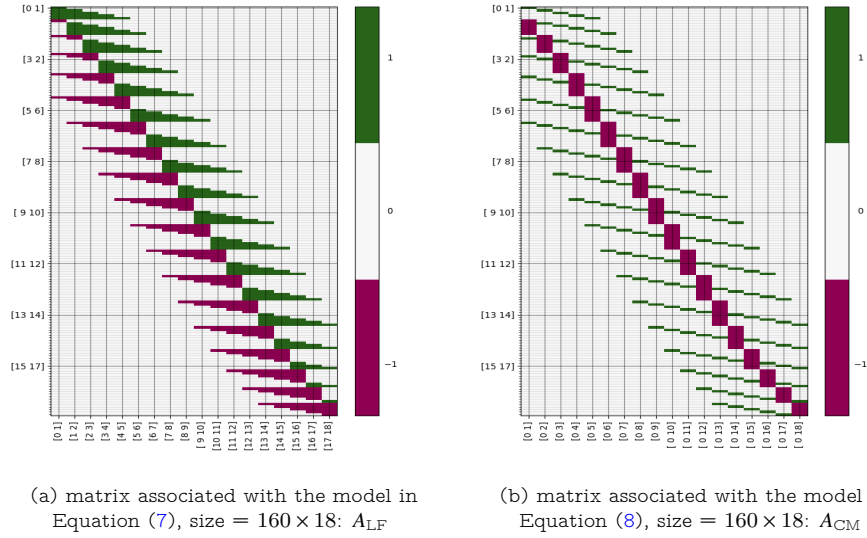 [0 1]
[3 2]
[5 6]
[7 8]
[ 9 10]
[11 12]
[13 14]
[15 17]
[0 1]
[1 2]
[2 3]
[3 4]
[4 5]
[5 6]
[6 7]
[7 8]
[8 9]
[ 9 10]
[10 11]
[11 12]
[12 13]
[13 14]
[14 15]
[15 16]
[16 17]
[17 18]
1
0
−1
[0 1]
[3 2]
[5 6]
[7 8]
[ 9 10]
[11 12]
[13 14]
[15 17]
[0 1]
[0 2]
[0 3]
[0 4]
[0 5]
[0 6]
[0 7]
[0 8]
[0 9]
[ 0 10]
[ 0 11]
[ 0 12]
[ 0 13]
[ 0 14]
[ 0 15]
[ 0 16]
[ 0 17]
[ 0 18]
1
0
−1
(a) matrix associated with the model in
Equation (7), size = 160 × 18: A_LF
(b) matrix associated with the model
Equation (8), size = 160 × 18: A_CM